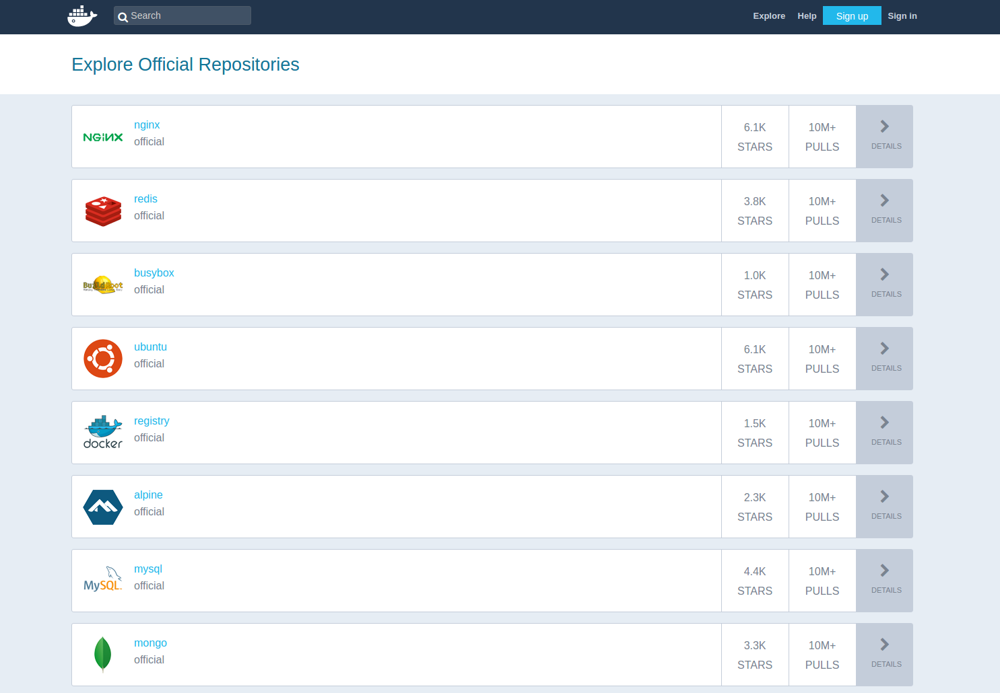 Search
Explore
Help
Sign up
Sign in
Explore Official Repositories
NGINX
nginx
official
6.1K
STARS
10M+
PULLS
DETAILS
redis
official
3.8K
STARS
10M+
PULLS
DETAILS
busybox
official
1.0K
STARS
10M+
PULLS
DETAILS
ubuntu
official
6.1K
STARS
10M+
PULLS
DETAILS
docker
registry
official
1.5K
STARS
10M+
PULLS
DETAILS
alpine
official
2.3K
STARS
10M+
PULLS
DETAILS
MySQL
mysql
official
4.4K
STARS
10M+
PULLS
DETAILS
mongo
official
3.3K
STARS
10M+
PULLS
DETAILS